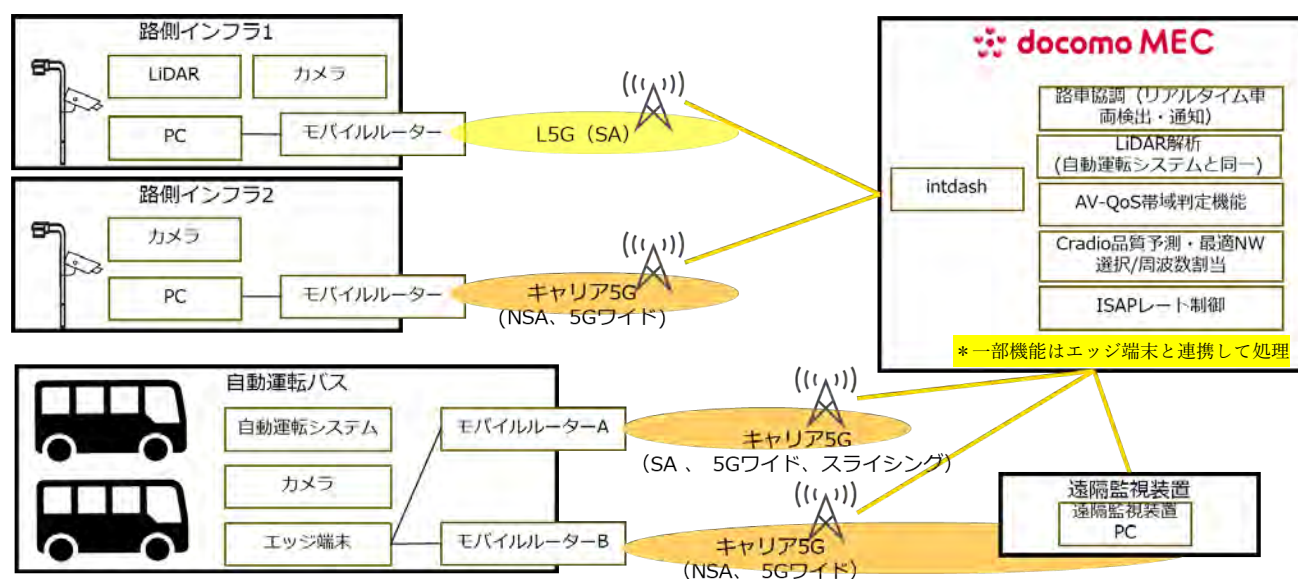 路側インフラ1
LiDAR
カメラ
PC
モバイルルーター
L5G（SA）
路側インフラ2
カメラ
PC
モバイルルーター
キャリア5G
(NSA、5Gワイド)
docomo MEC
intdash
路車協調（リアルタイム車
両検出・通知）
LiDAR解析
(自動運転システムと同一)
AV-QoS帯域判定機能
Cradio品質予測・最適NW
選択/周波数割当
ISAPレート制御
＊一部機能はエッジ端末と連携して処理
自動運転バス
自動運転システム
カメラ
エッジ端末
モバイルルーターA
モバイルルーターB
キャリア5G
（SA 、 5Gワイド、スライシング）
キャリア5G
（NSA、 5Gワイド）
遠隔監視装置
遠隔監視装置
PC